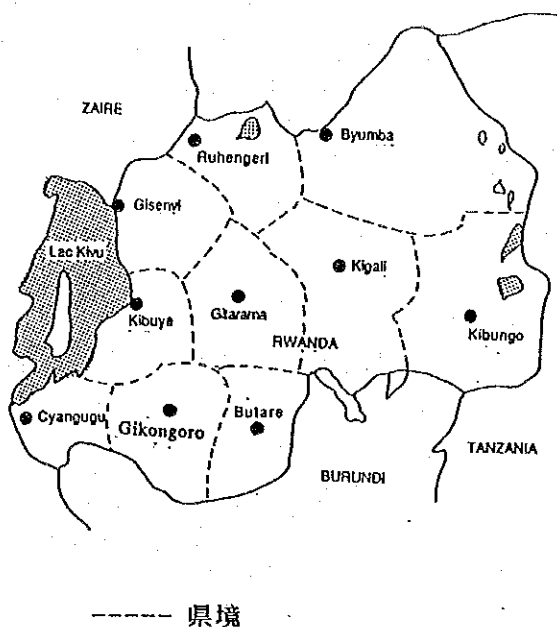 ZAIRE
Byumba
Ruhengeri
Gisenyi
Lac Kivu
Kigali
Kibuye
Gitarama
Kibungo
RWANDA
Cyangugu
Gikongoro
Butare
TANZANIA
BURUNDI
県境